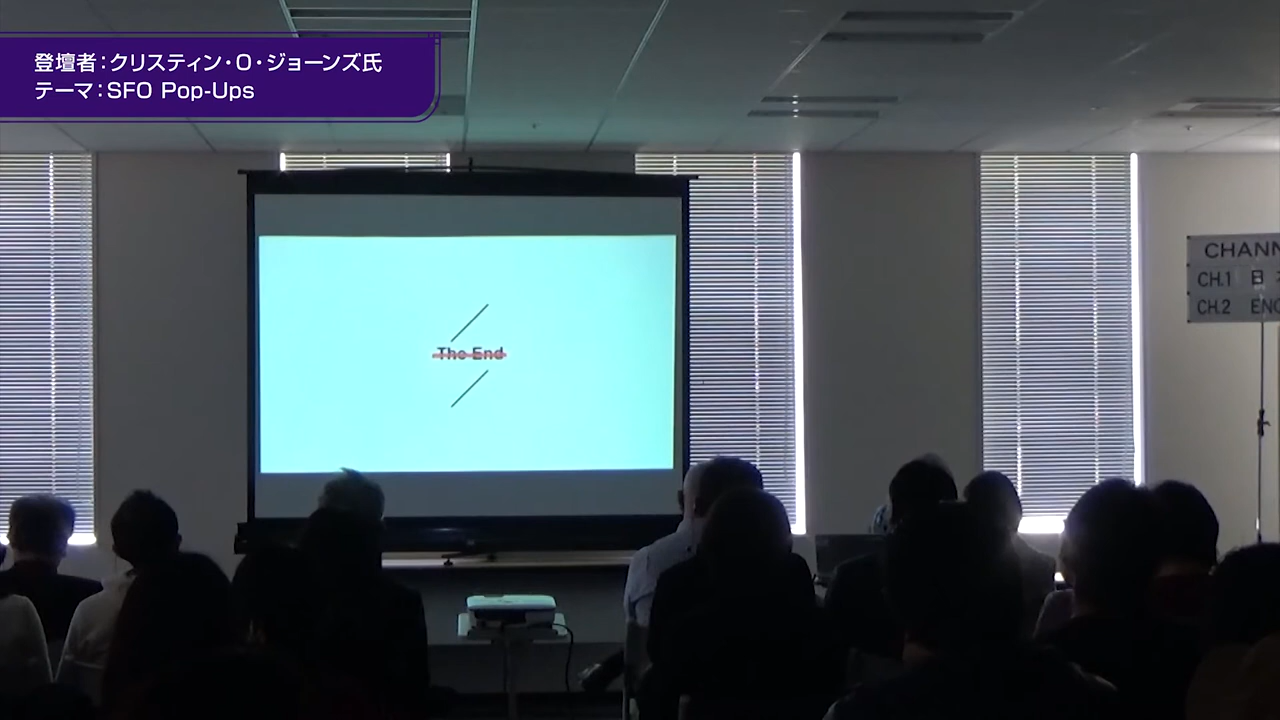 登壇者：クリスティン・O・ジョーンズ氏
テーマ：SFO Pop-Ups
The End
CHANN
CH.1 日
CH.2 ENG